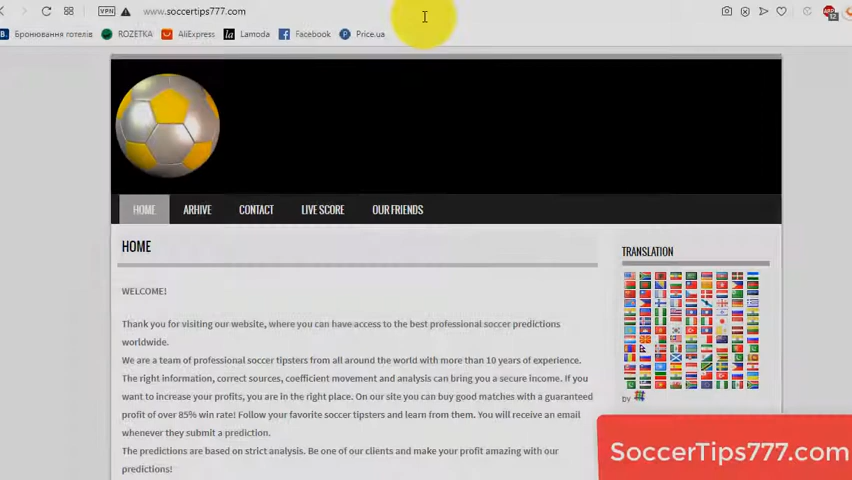 VPN www.soccertips777.com
12
B. Бронювання готелів ROZETKA AliExpress la Lamoda f Facebook P Price.ua
HOME ARHIVE CONTACT LIVE SCORE OUR FRIENDS
HOME
TRANSLATION
WELCOME!
Thank you for visiting our website, where you can have access to the best professional soccer predictions
worldwide.
We are a team of professional soccer tipsters from all around the world with more than 10 years of experience.
The right information, correct sources, coefficient movement and analysis can bring you a secure income. If you
want to increase your profits, you are in the right place. On our site you can buy good matches with a guaranteed
profit of over 85% win rate! Follow your favorite soccer tipsters and learn from them. You will receive an email
whenever they submit a prediction.
The predictions are based on strict analysis. Be one of our clients and make your profit amazing with our
predictions!
BY
SoccerTips777.com